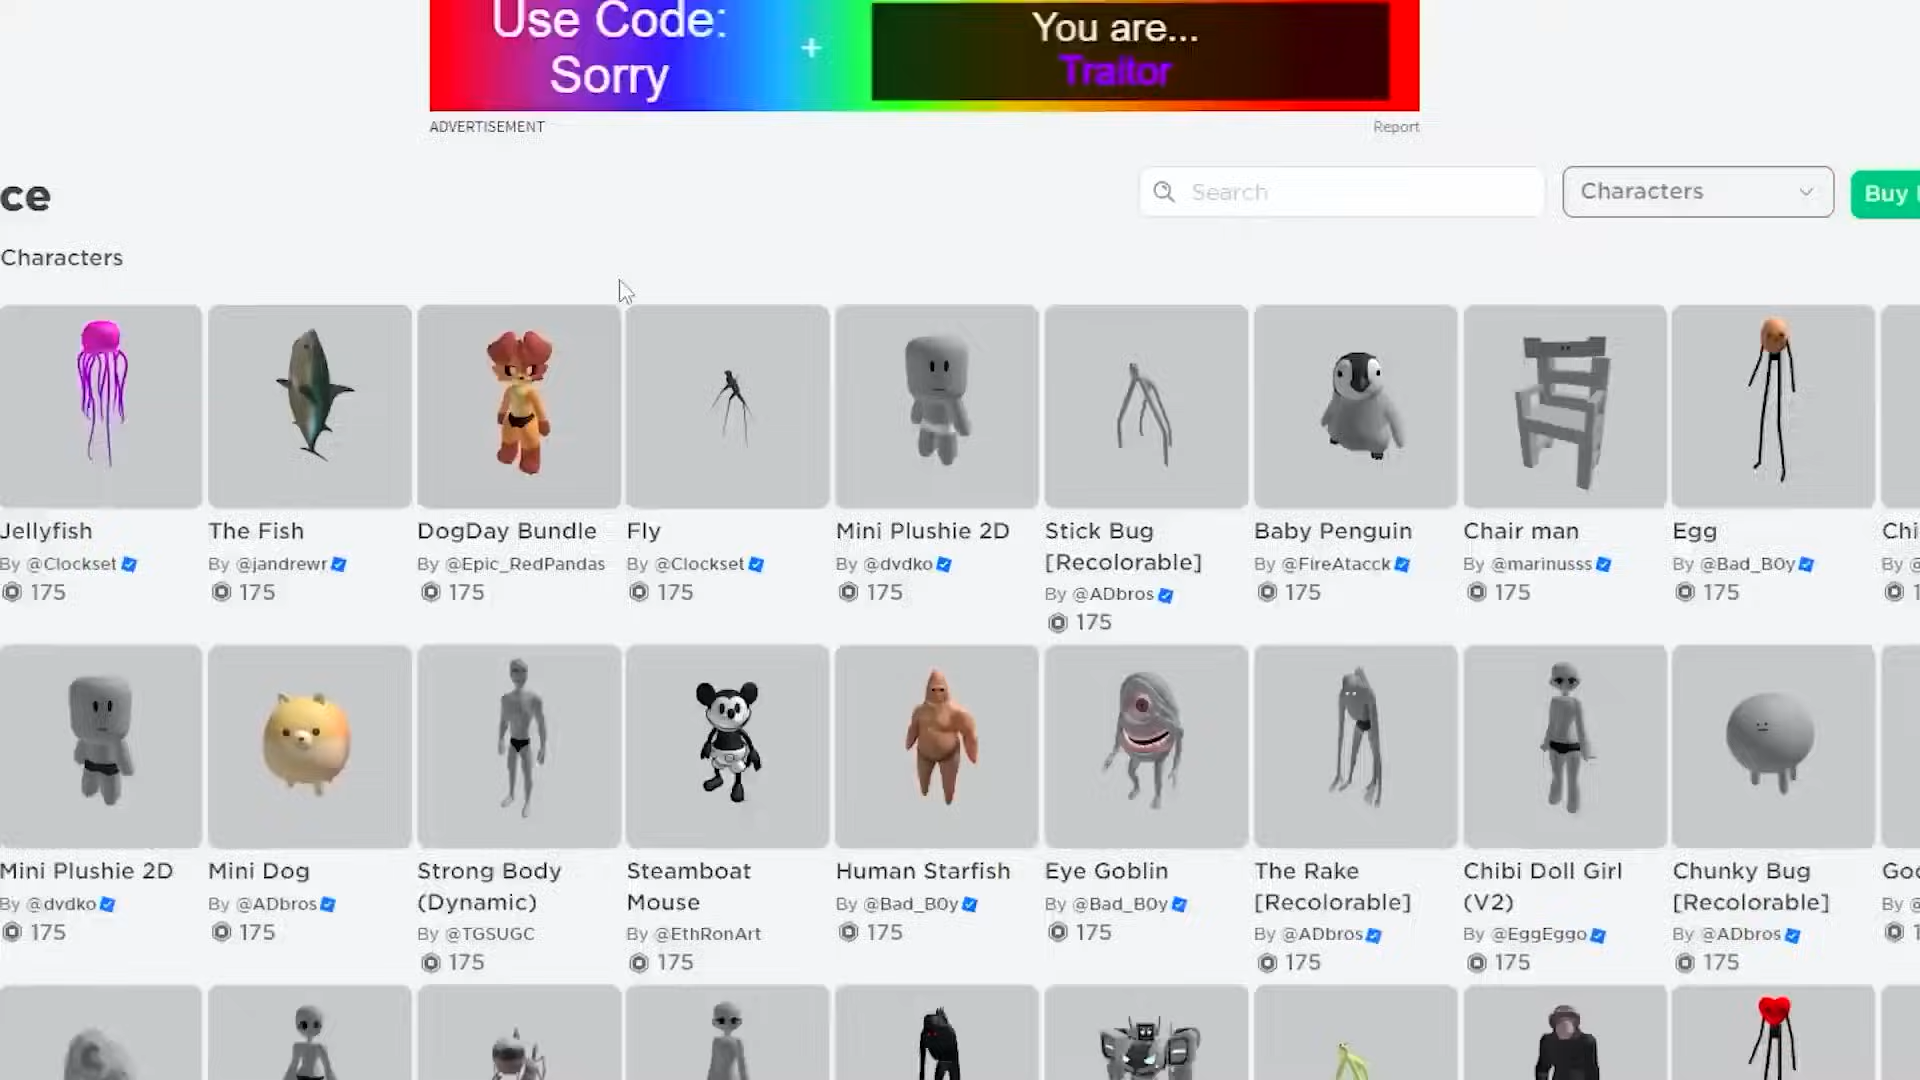 Use Code:
Sorry
+
You are...
Traitor
ADVERTISEMENT
Report
ce
Search
Characters
Buy
Characters
Jellyfish
By @Clockset
175
The Fish
By @jandrewr
175
DogDay Bundle
By @Epic_RedPandas
175
Fly
By @Clockset
175
Mini Plushie 2D
By @dvdko
175
Stick Bug
[Recolorable]
By @ADbros
175
Baby Penguin
By @FireAtacck
175
Chair man
By @marinusss
175
Egg
By @Bad_B0y
175
Chi
By @
1
Mini Plushie 2D
By @dvdko
175
Mini Dog
By @ADbros
175
Strong Body
(Dynamic)
By @TGSUGC
175
Steamboat
Mouse
By @EthRonArt
175
Human Starfish
By @Bad_B0y
175
Eye Goblin
By @Bad_B0y
175
The Rake
[Recolorable]
By @ADbros
175
Chibi Doll Girl
(V2)
By @EggEggo
175
Chunky Bug
[Recolorable]
By @ADbros
175
Goo
By @
1